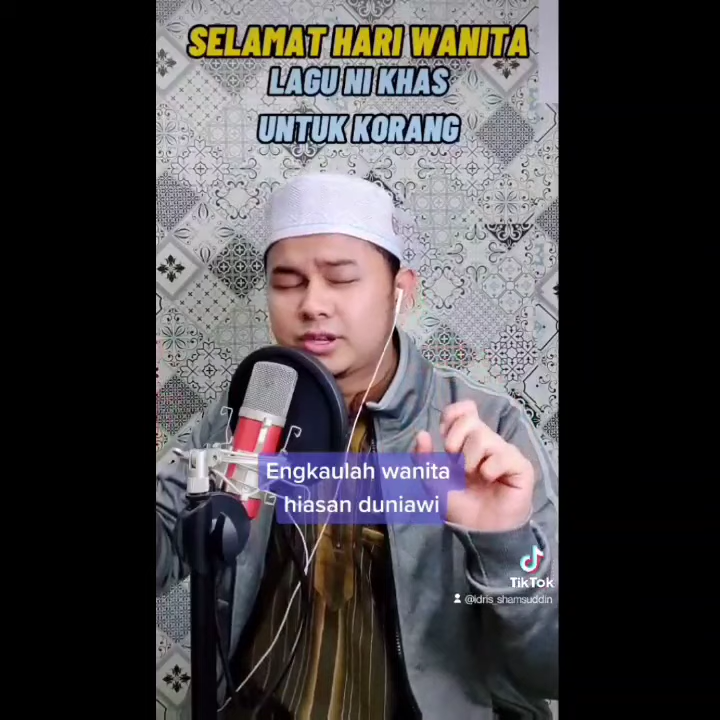 SELAMAT HARI WANITA
LAGU NI KHAS
UNTUK KORANG
Engkaulah wanita
hiasan duniawi
TikTok
@idris_shamsuddin